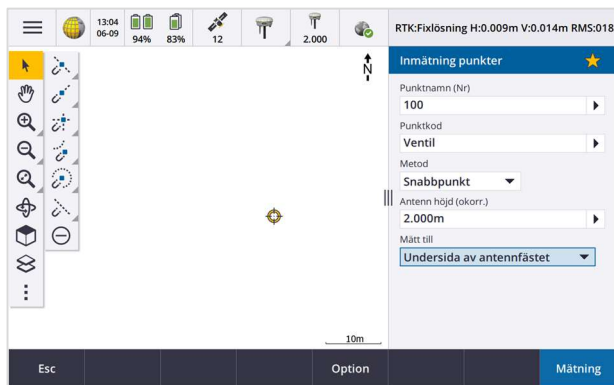 13:04
06-09
94%
83%
12
2.000
RTK:Fixlösning H:0.009m V:0.014m RMS:018
N
10m
Inmätning punkter
Punktnamn (Nr)
100
Punktkod
Ventil
Metod
Snabbpunkt
Antenn höjd (okorr.)
2.000m
Mätt till
Undersida av antennfästet
Esc
Option
Mätning